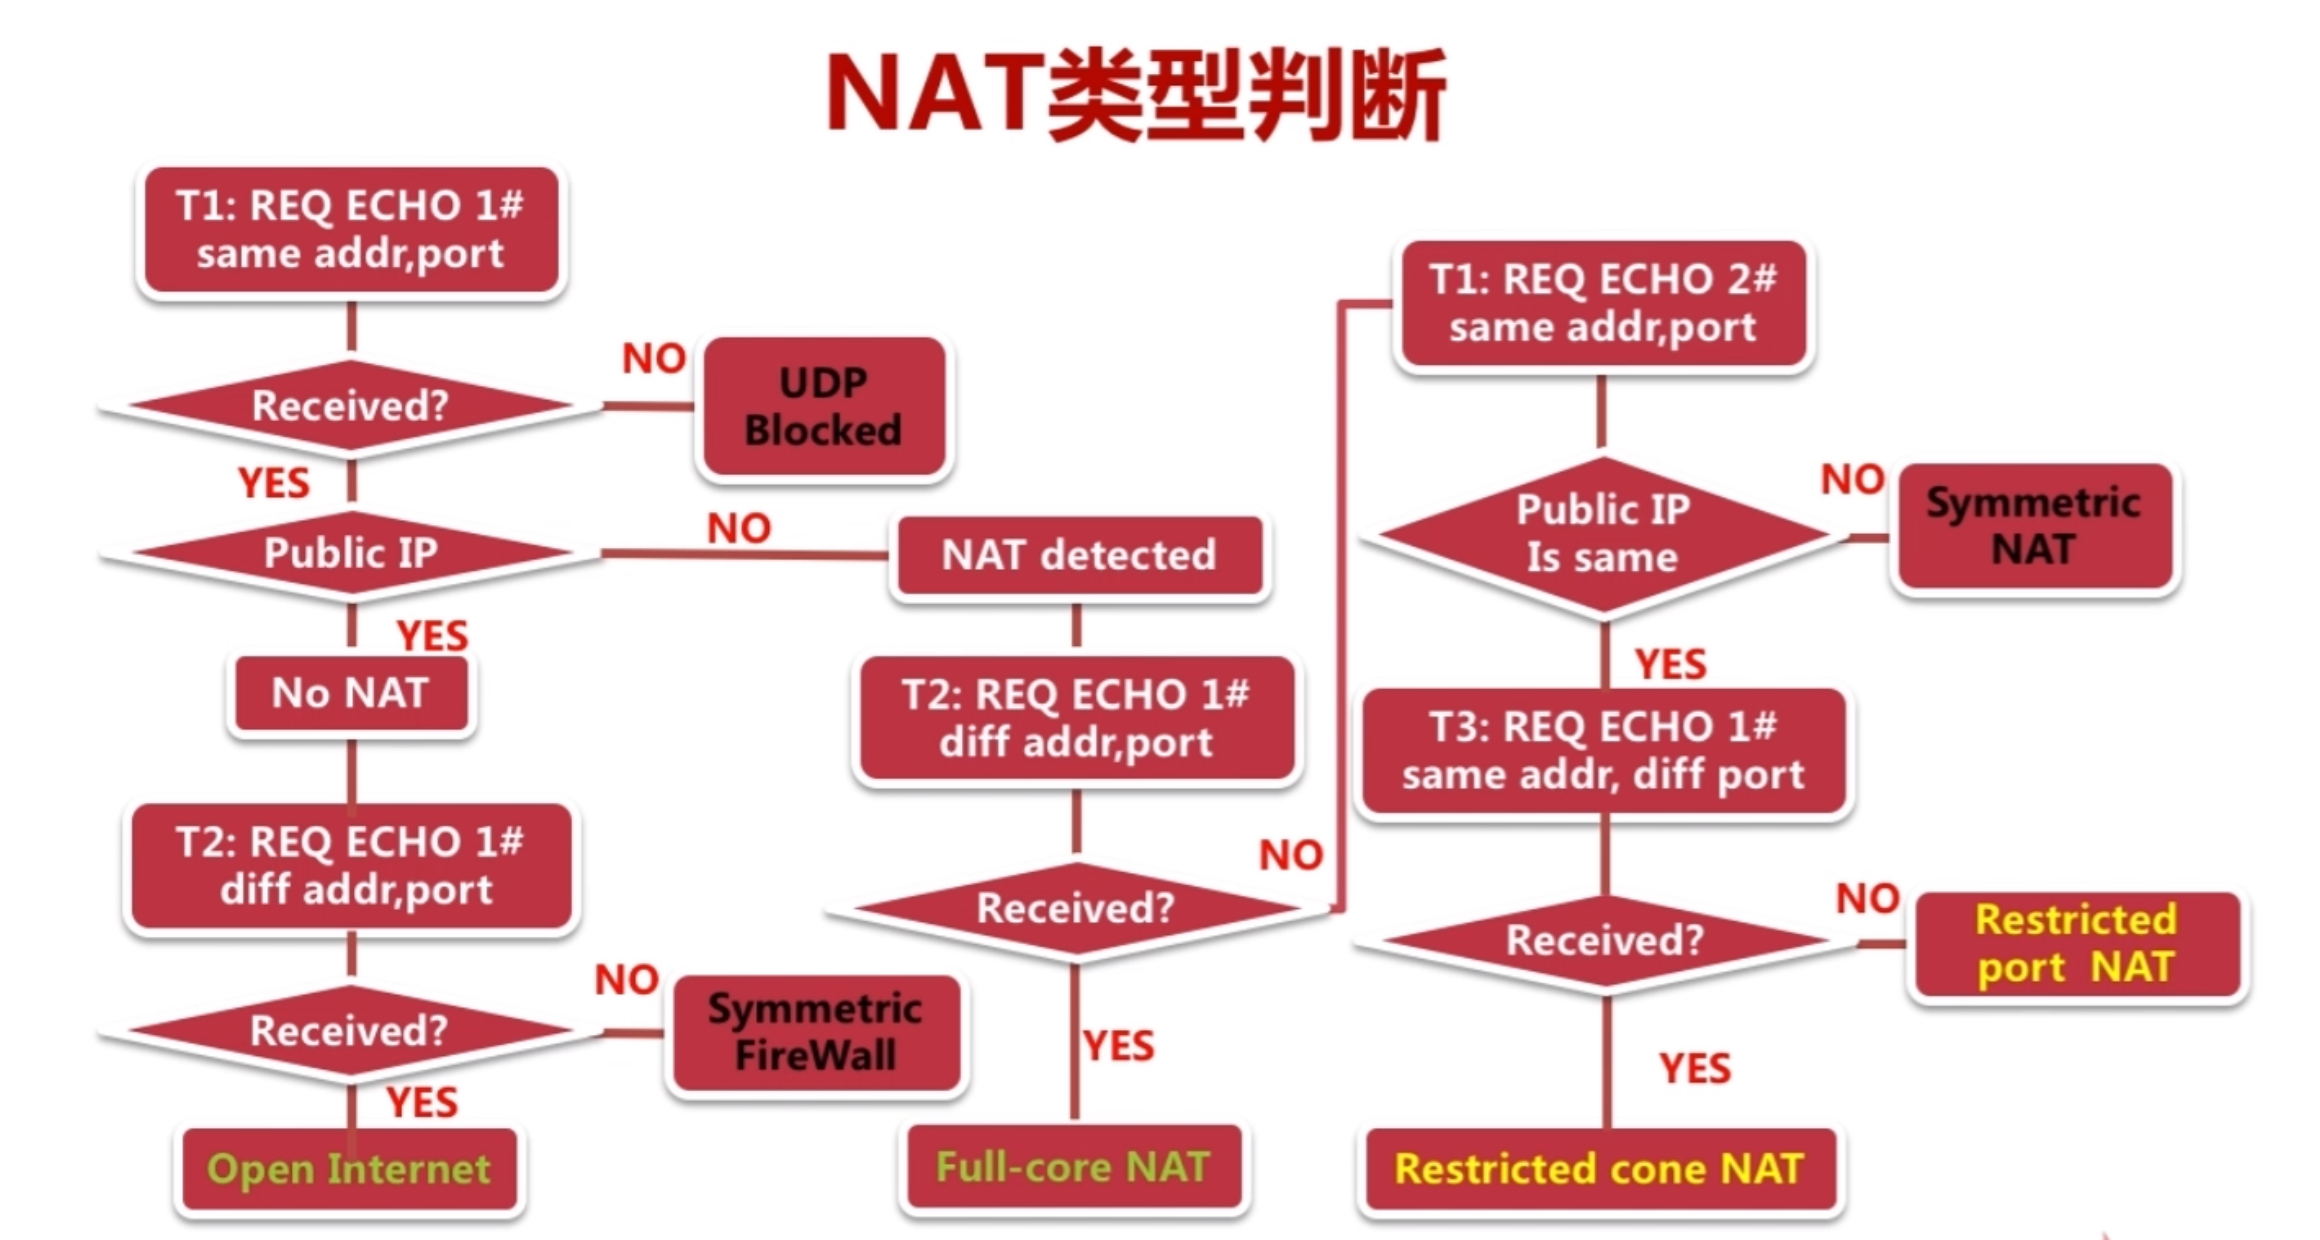 NAT类型判断
T1: REQ ECHO 1#
same addr,port
Received?
NO
UDP
Blocked
YES
Public IP
NO
NAT detected
YES
No NAT
T2: REQ ECHO 1#
diff addr,port
Received?
NO
Symmetric
FireWall
YES
Open Internet
T2: REQ ECHO 1#
diff addr,port
Received?
NO
YES
Full-core NAT
T1: REQ ECHO 2#
same addr,port
Public IP
Is same
NO
Symmetric
NAT
YES
T3: REQ ECHO 1#
same addr, diff port
Received?
NO
Restricted
port  NAT
YES
Restricted cone NAT